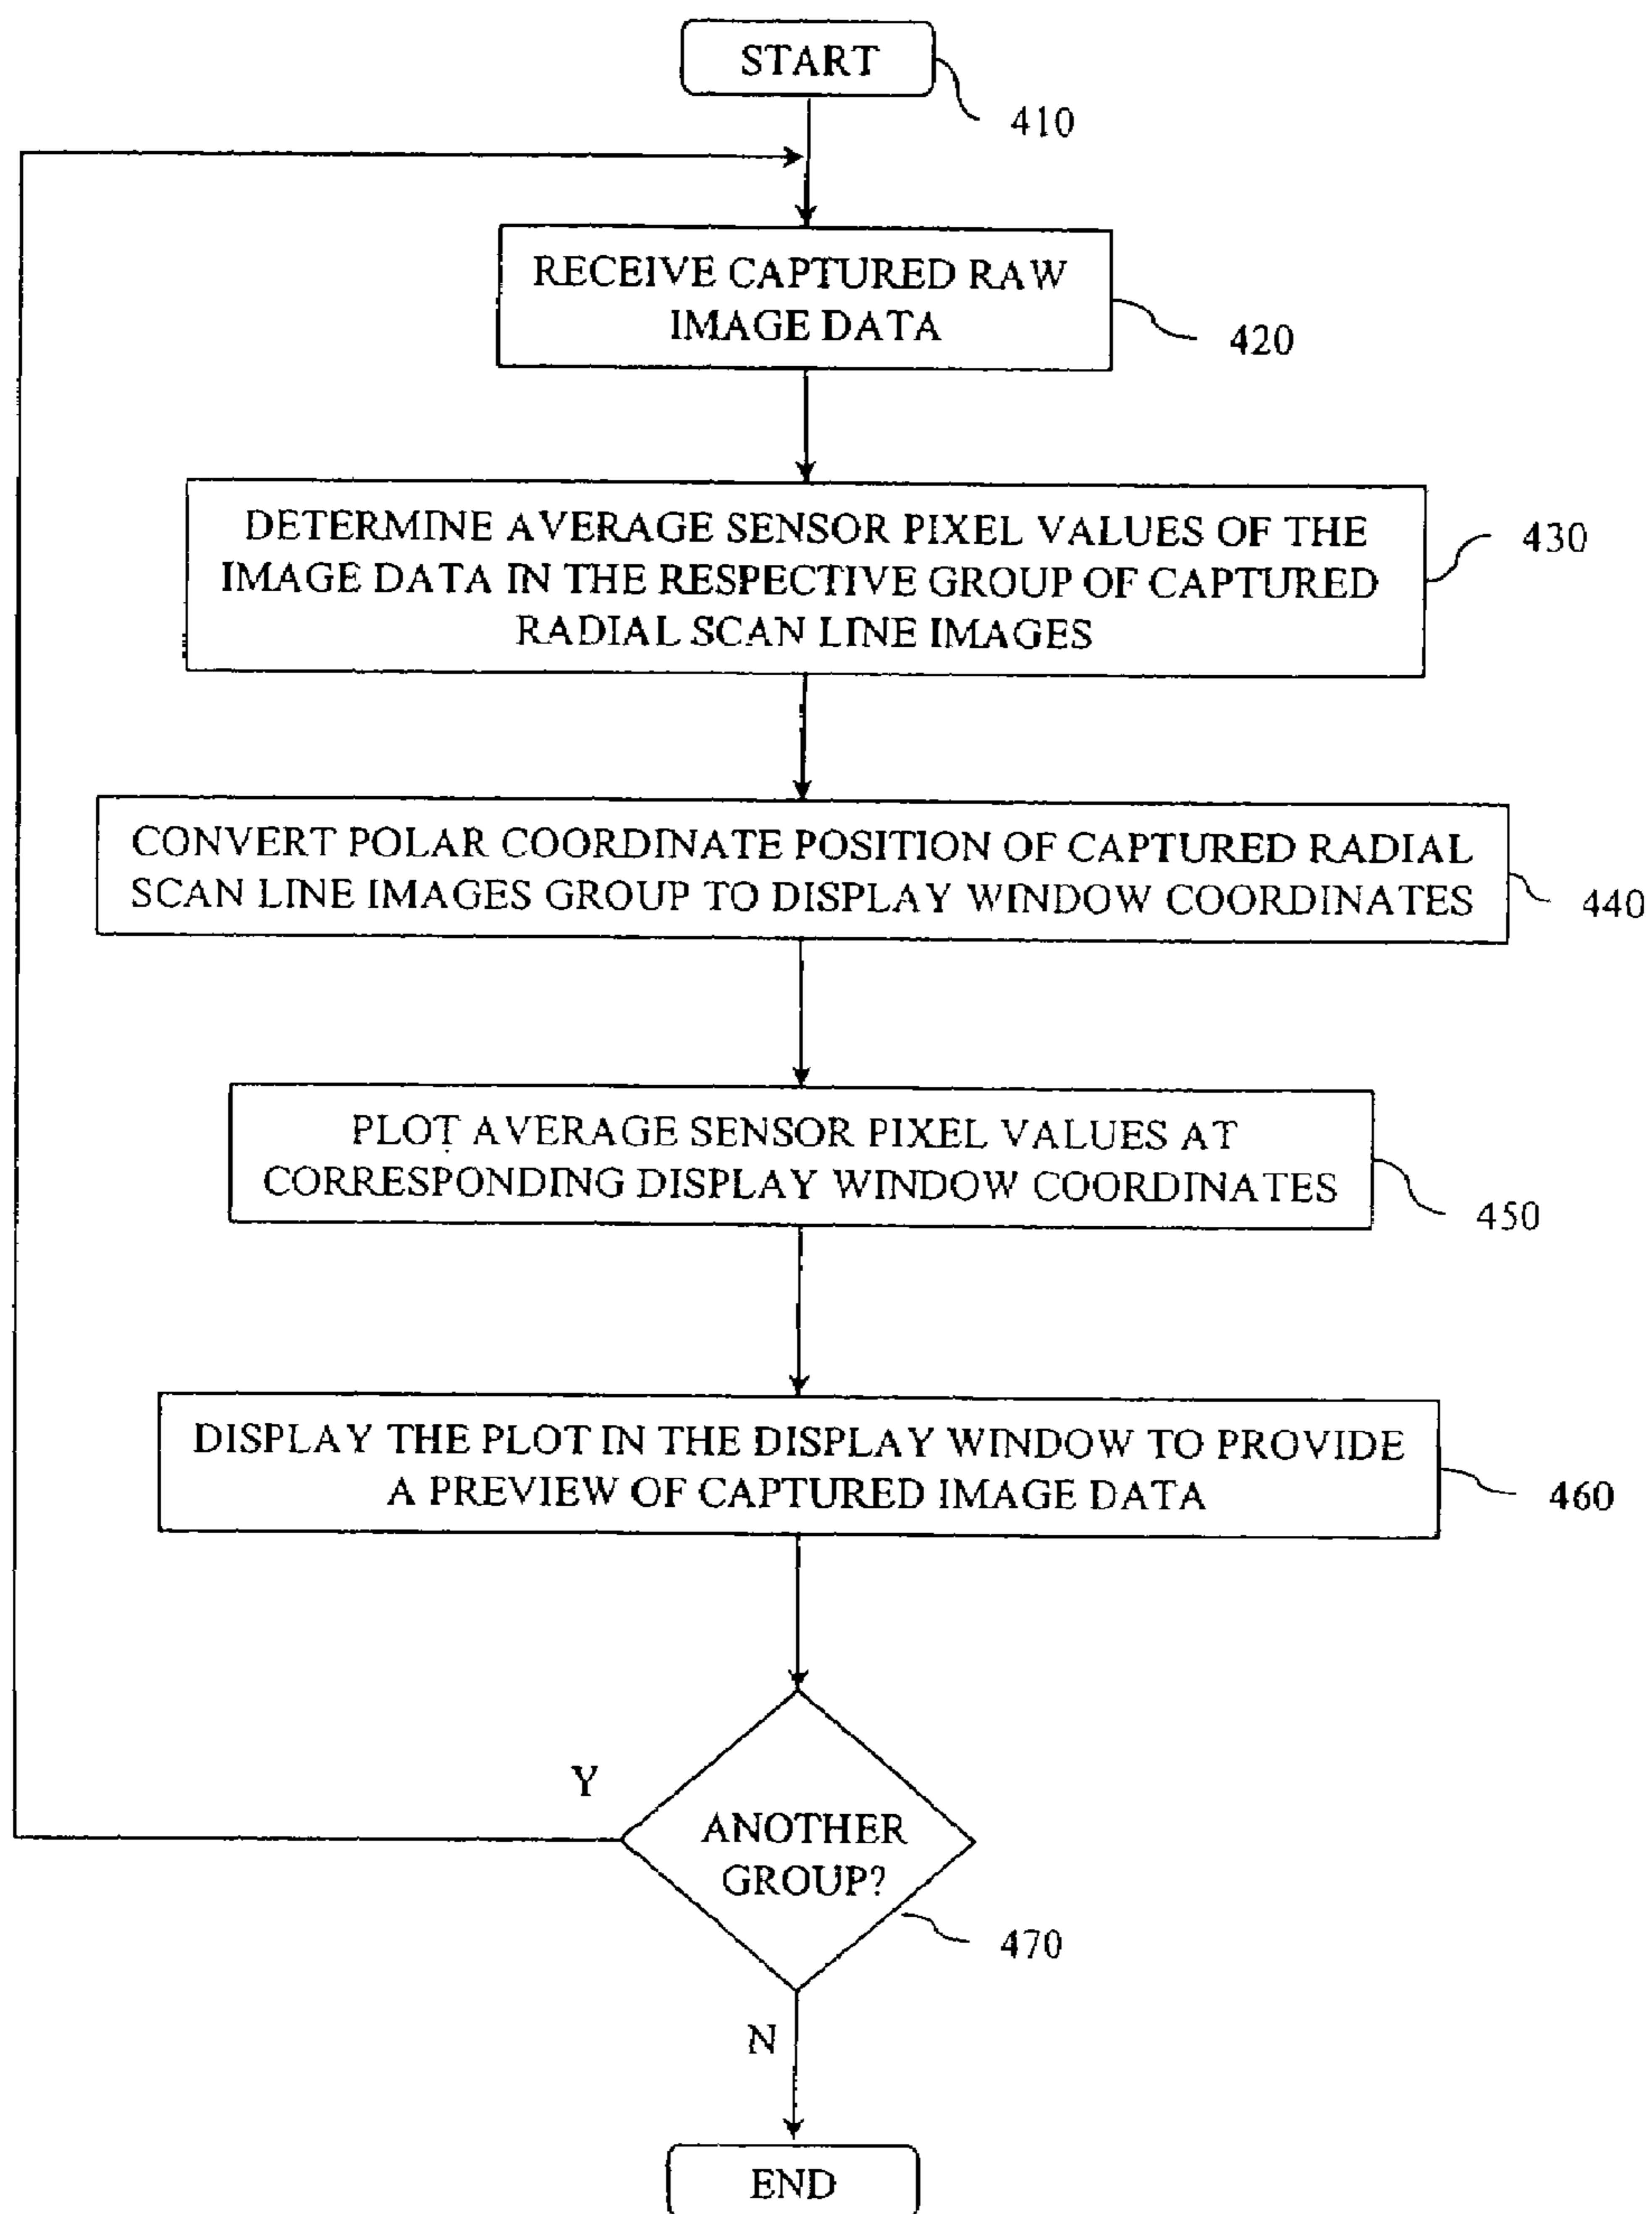 START
410
RECEIVE CAPTURED RAW
IMAGE DATA
420
DETERMINE AVERAGE SENSOR PIXEL VALUES OF THE
IMAGE DATA IN THE RESPECTIVE GROUP OF CAPTURED
RADIAL SCAN LINE IMAGES
430
CONVERT POLAR COORDINATE POSITION OF CAPTURED RADIAL
SCAN LINE IMAGES GROUP TO DISPLAY WINDOW COORDINATES
440
PLOT AVERAGE SENSOR PIXEL VALUES AT
CORRESPONDING DISPLAY WINDOW COORDINATES
450
DISPLAY THE PLOT IN THE DISPLAY WINDOW TO PROVIDE
A PREVIEW OF CAPTURED IMAGE DATA
460
Y
ANOTHER
GROUP?
470
N
END